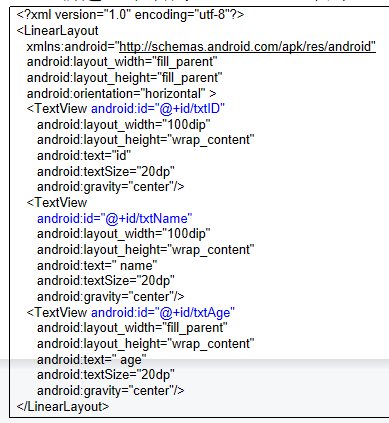 <?xml version="1.0" encoding="utf-8"?>
<LinearLayout
xmlns:android="http://schemas.android.com/apk/res/android"
android:layout_width="fill_parent"
android:layout_height="fill_parent"
android:orientation="horizontal" >
<TextView android:id="@+id/txtID"
android:layout_width="100dip"
android:layout_height="wrap_content"
android:text="id"
android:textSize="20dp"
android:gravity="center"/>
<TextView
android:id="@+id/txtName"
android:layout_width="100dip"
android:layout_height="wrap_content"
android:text=" name"
android:textSize="20dp"
android:gravity="center"/>
<TextView android:id="@+id/txtAge"
android:layout_width="fill_parent"
android:layout_height="wrap_content"
android:text=" age"
android:textSize="20dp"
android:gravity="center"/>
</LinearLayout>